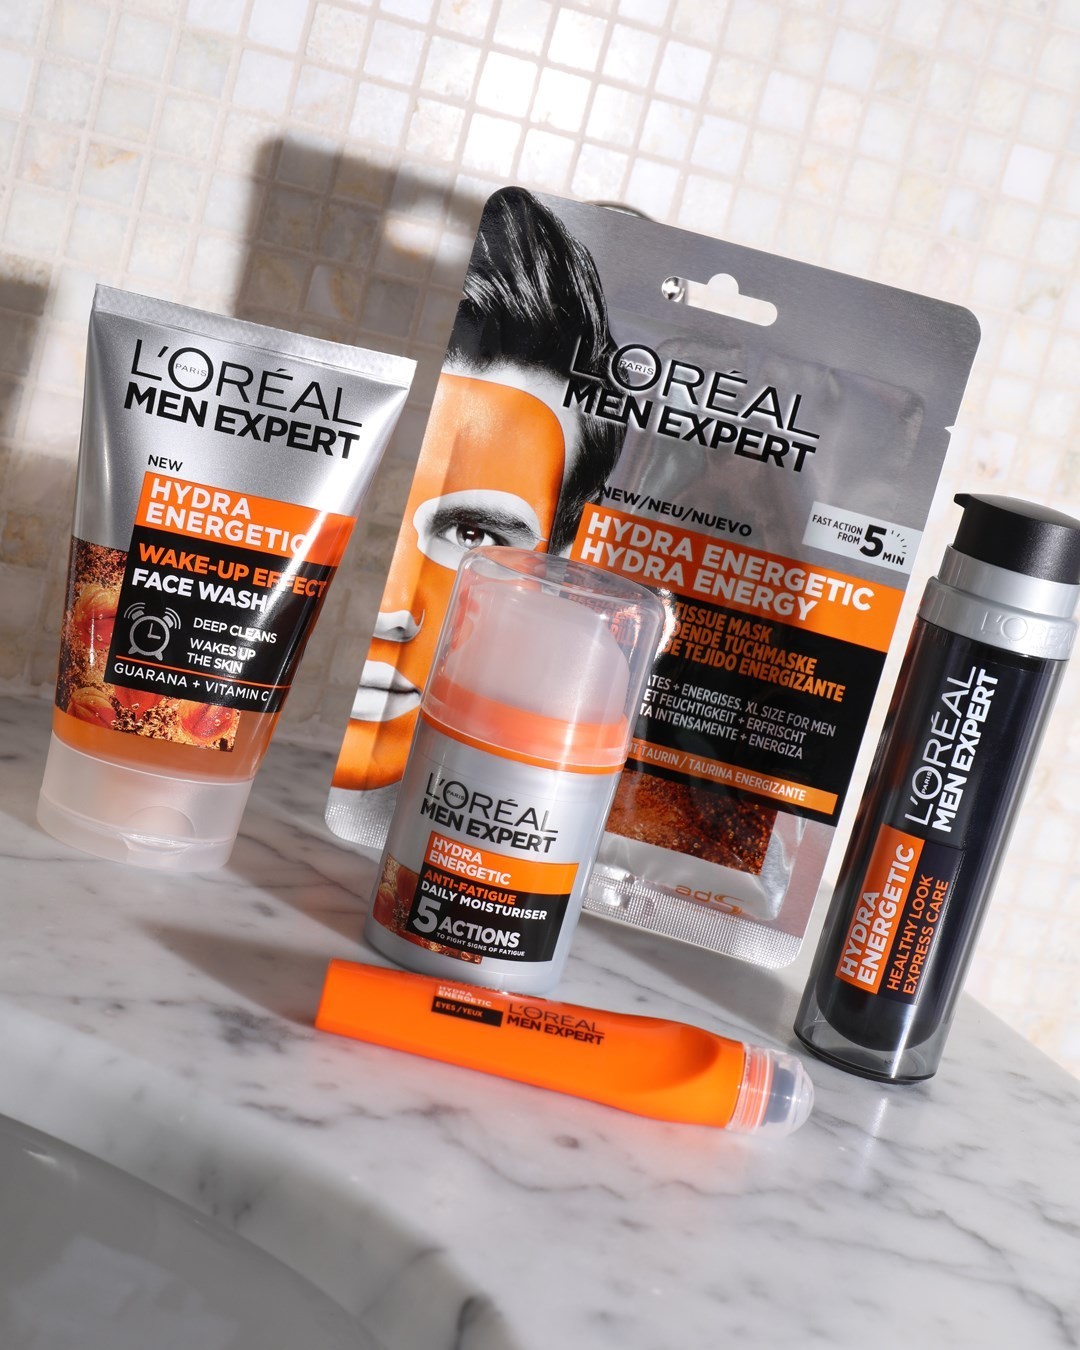 L'ORÉAL
PARIS
MEN EXPERT
NEW
HYDRA
ENERGETIC
WAKE-UP EFFECT
FACE WASH
DEEP CLEANS
WAKES UP
THE SKIN
GUARANA + VITAMIN C
L'ORÉAL
PARIS
MEN EXPERT
NEW/NEU/NUEVO
FAST ACTION
FROM 5 MIN
HYDRA ENERGETIC
HYDRA ENERGY
TISSUE MASK
TUCHMASKE
DE TEJIDO ENERGIZANTE
+ ENERGISES. XL SIZE FOR MEN
ET FEUCHTIGKEIT + ERFRISCHT
INTENSAMENTE + ENERGIZA
TAURIN / TAURINA ENERGIZANTE
L'ORÉAL
PARIS
MEN EXPERT
HYDRA
ENERGETIC
ANTI-FATIGUE
DAILY MOISTURISER
5 ACTIONS
TO FIGHT SIGNS OF FATIGUE
HYDRA
ENERGETIC
EYES/YEUX
L'ORÉAL
MEN EXPERT
L'ORÉAL
PARIS
MEN EXPERT
HYDRA
ENERGETIC
HEALTHY LOOK
EXPRESS CARE